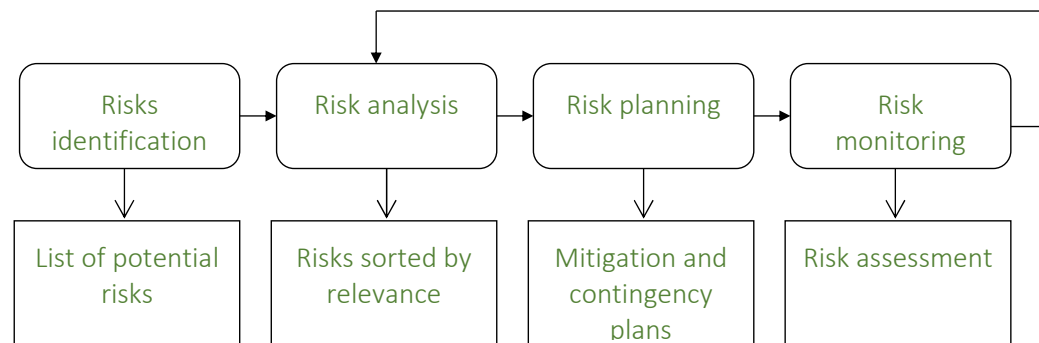 Risks
identification
Risk analysis
Risk planning
Risk
monitoring
List of potential
risks
Risks sorted by
relevance
Mitigation and
contingency
plans
Risk assessment